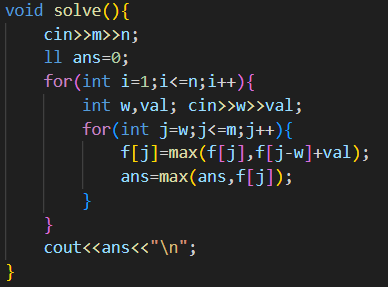 void solve(){
    cin>>m>>n;
    ll ans=0;
    for(int i=1;i<=n;i++){
        int w,val; cin>>w>>val;
        for(int j=w;j<=m;j++){
            f[j]=max(f[j],f[j-w]+val);
            ans=max(ans,f[j]);
        }
    }
    cout<<ans<<"\n";
}